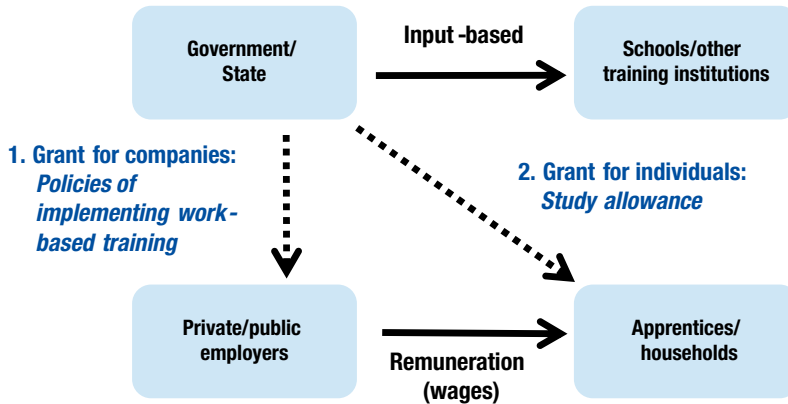 Government/
State
Input -based
Schools/other
training institutions
1. Grant for companies:
Policies of
implementing work-
based training
2. Grant for individuals:
Study allowance
Private/public
employers
Remuneration
(wages)
Apprentices/
households